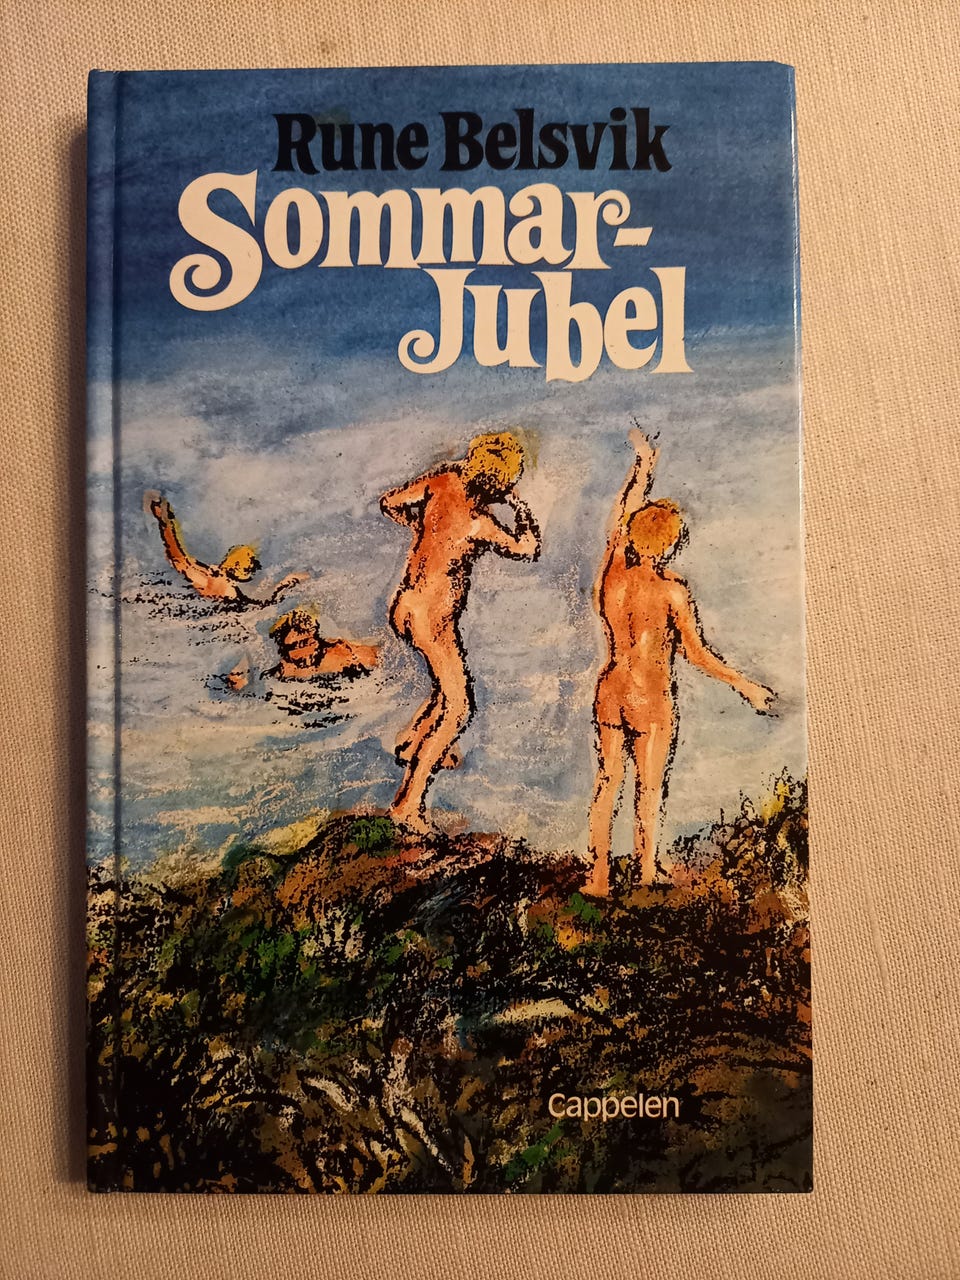 Rune Belsvik
Sommar-
Jubel
Cappelen